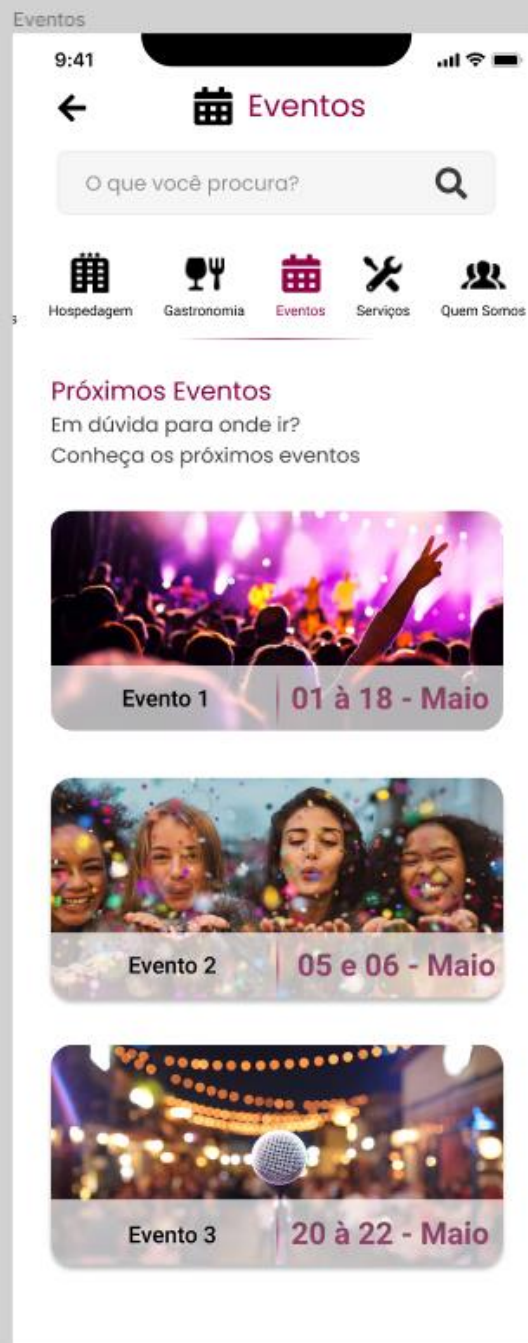 Eventos
9:41
Eventos
O que você procura?
s
Hospedagem Gastronomia Eventos Serviços Quem Somos
Próximos Eventos
Em dúvida para onde ir?
Conheça os próximos eventos
Evento 1 01 à 18 - Maio
Evento 2 05 e 06 - Maio
Evento 3 20 à 22 - Maio